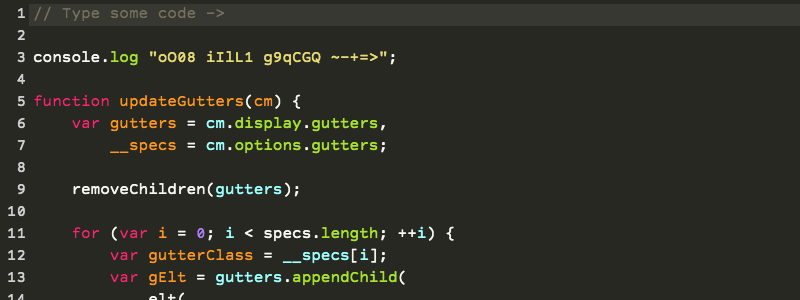 1 // Type some code ->
2
3 console.log "oO08 iIlL1 g9qCGQ ~-+=>";
4
5 function updateGutters(cm) {
6     var gutters = cm.display.gutters,
7         __specs = cm.options.gutters;
8
9     removeChildren(gutters);
10
11     for (var i = 0; i < specs.length; ++i) {
12         var gutterClass = __specs[i];
13         var gElt = gutters.appendChild(
14             elt(